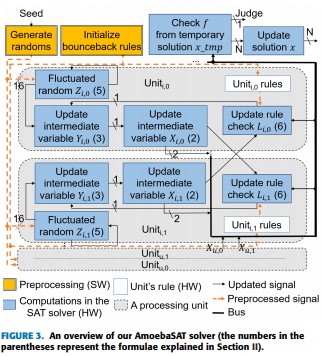 Seed
Generate randoms
Initialize bounceback rules
Check f from temporary solution x_tmp
Judge
1
N
Update solution x
N
...
16
Fluctuated random Z_{i,0} (5)
Unit_{i,0}
Unit_{i,0} rules
1
Update intermediate variable Y_{i,0} (3)
1
Update intermediate variable X_{i,0} (2)
Update rule check L_{i,0} (6)
2
Update intermediate variable Y_{i,1} (3)
1
Update intermediate variable X_{i,1} (2)
Update rule check L_{i,1} (6)
1
2
16
Fluctuated random Z_{i,1} (5)
Unit_{i,1}
Unit_{i,1} rules
...
X_{u,0}
X_{u,1}
Unit_{u,1}
Unit_{u,0}
Preprocessing (SW)
Unit's rule (HW)
Updated signal
Computations in the SAT solver (HW)
A processing unit
Preprocessed signal
Bus
FIGURE 3. An overview of our AmoebaSAT solver (the numbers in the
parentheses represent the formulae explained in Section II).